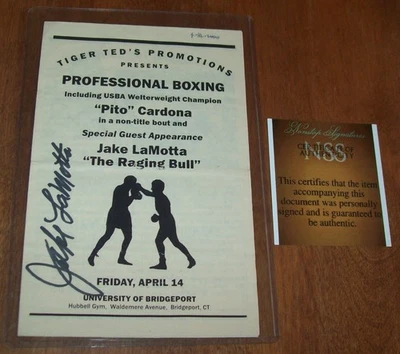 TIGER TED'S PROMOTIONS
PRESENTS
PROFESSIONAL BOXING
Including USBA Welterweight Champion
"Pito" Cardona
in a non-title bout and
Special Guest Appearance
Jake LaMotta
"The Raging Bull"
Jake LaMotta
FRIDAY, APRIL 14
UNIVERSITY OF BRIDGEPORT
Hubbell Gym, Waldemere Avenue, Bridgeport, CT
NSS
This certifies that the item
accompanying this
document was personally
signed and is guaranteed to
be authentic.